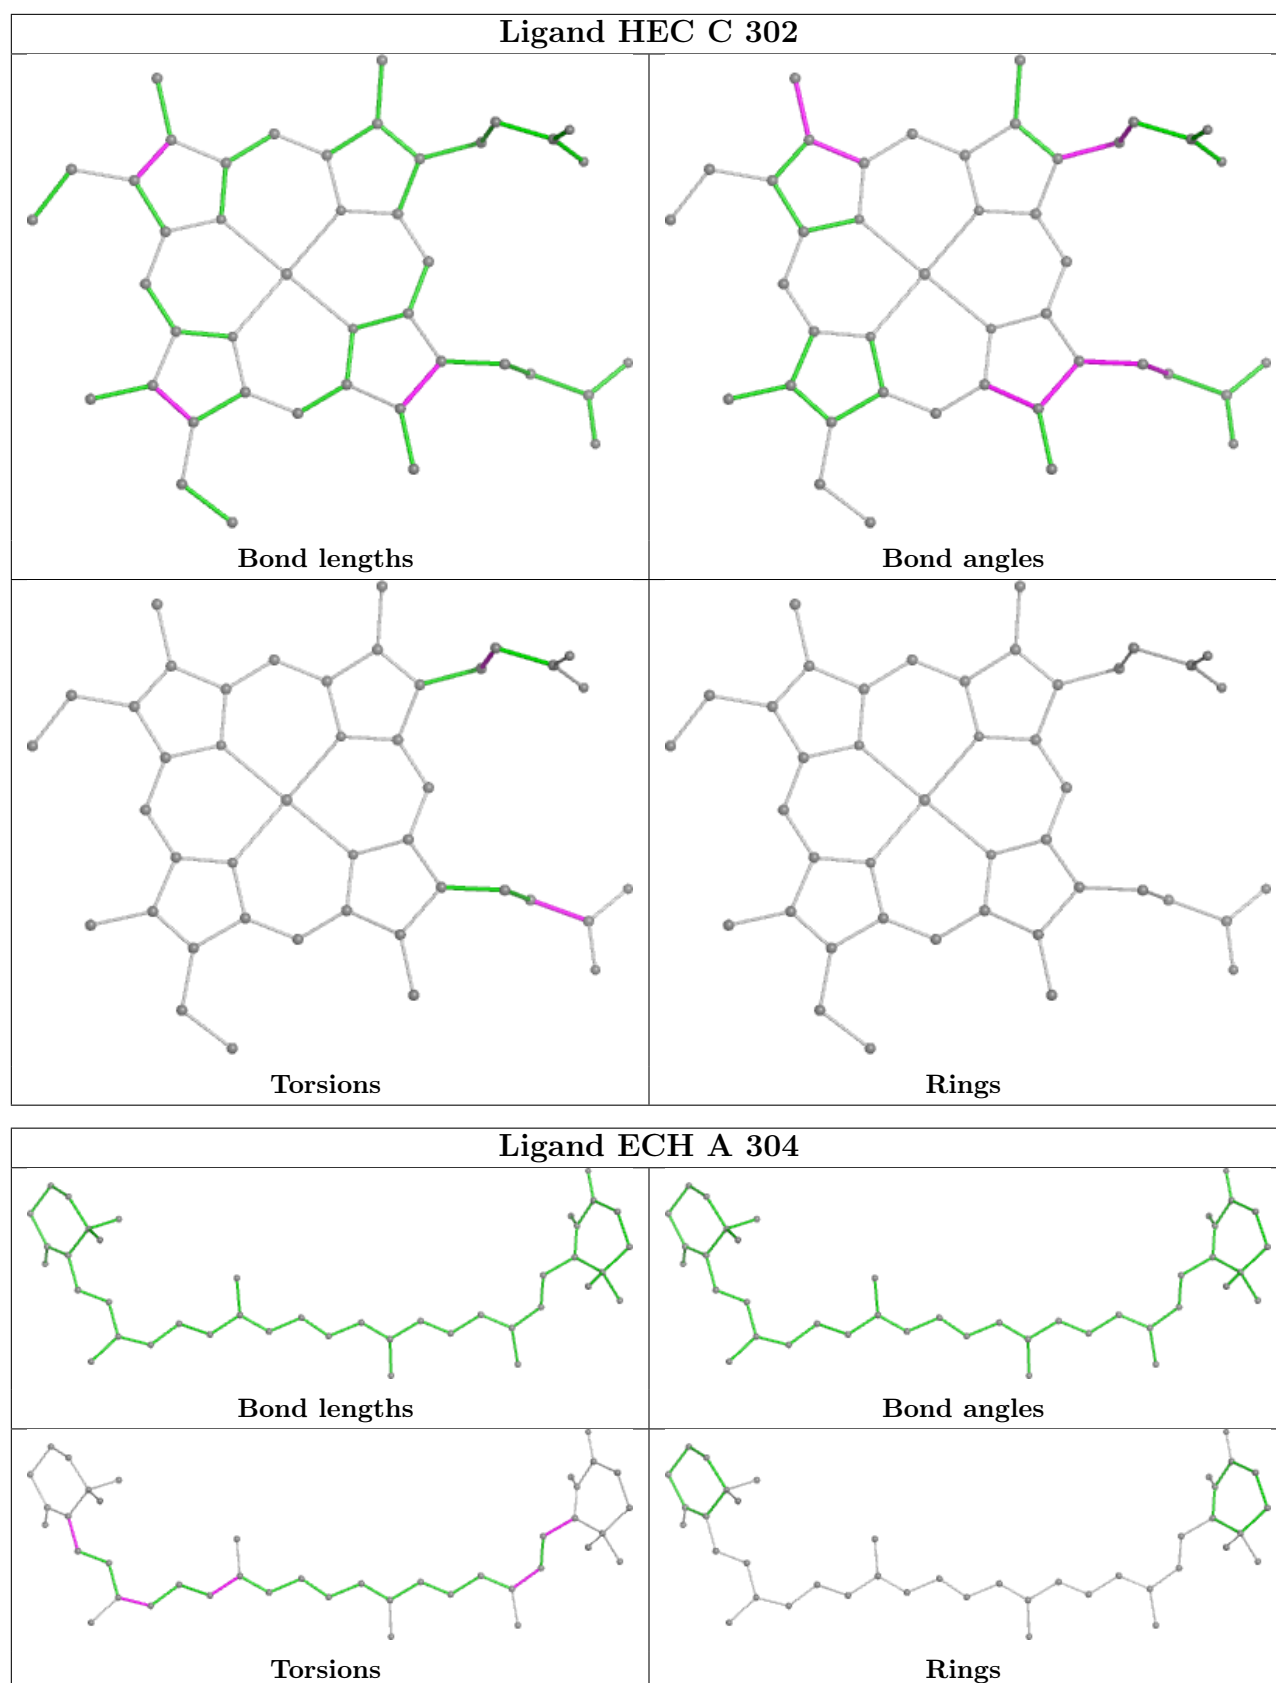 Ligand HEC C 302
Bond lengths
Bond angles
Torsions
Rings
Ligand ECH A 304
Bond lengths
Bond angles
Torsions
Rings